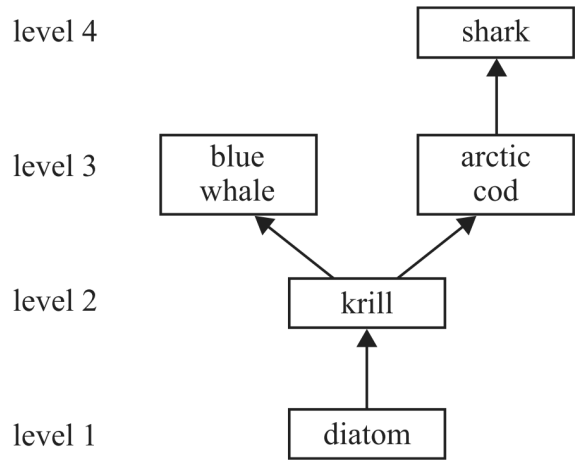 level 4
shark
level 3
blue
whale
arctic
cod
level 2
krill
level 1
diatom